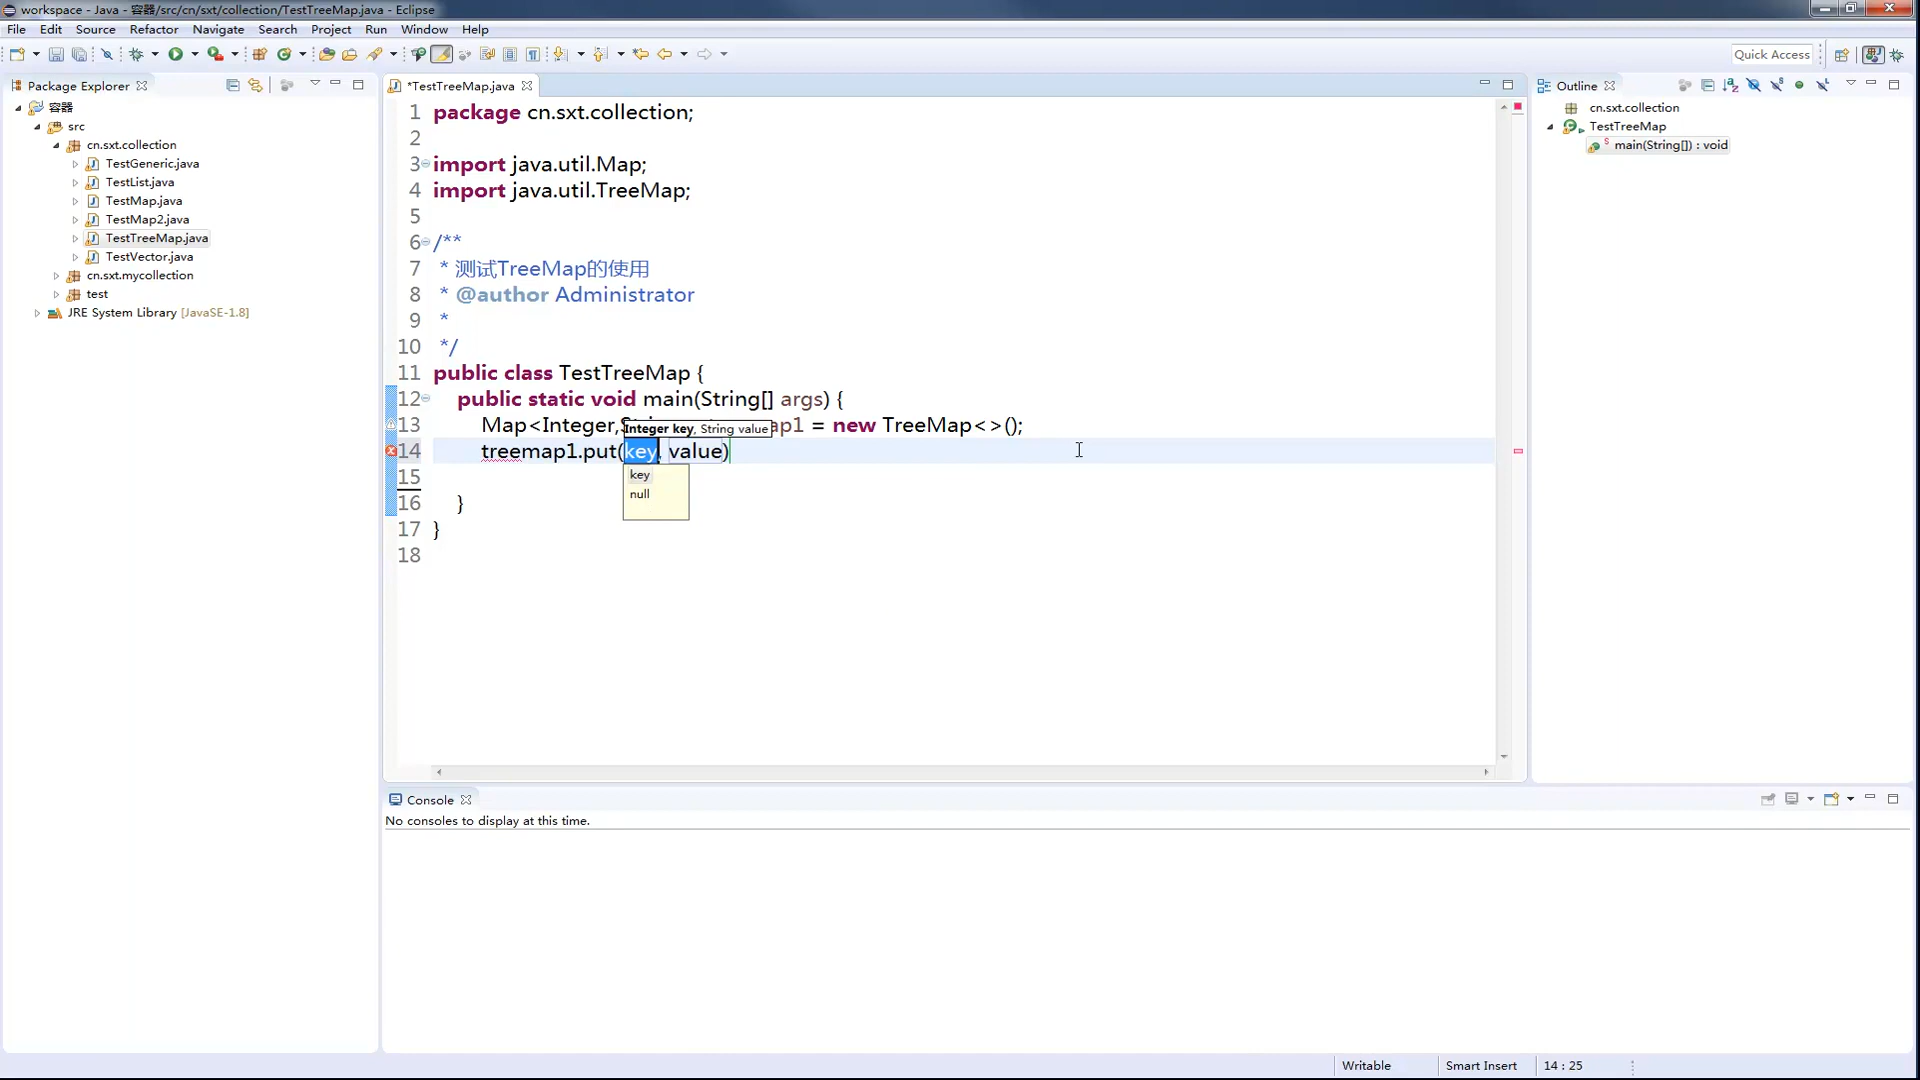 workspace - Java - 容器/src/cn/sxt/collection/TestTreeMap.java - Eclipse
File Edit Source Refactor Navigate Search Project Run Window Help
Quick Access
Package Explorer
容器
src
cn.sxt.collection
TestGeneric.java
TestList.java
TestMap.java
TestMap2.java
TestTreeMap.java
TestVector.java
cn.sxt.mycollection
test
JRE System Library [JavaSE-1.8]
*TestTreeMap.java
1 package cn.sxt.collection;
2
3 import java.util.Map;
4 import java.util.TreeMap;
5
6 /**
7 * 测试TreeMap的使用
8 * @author Administrator
9 *
10 */
11 public class TestTreeMap {
12 public static void main(String[] args) {
13 Map<Integer,S ap1 = new TreeMap<>();
Integer key, String value
14 treemap1.put(key, value)
key
null
15
16 }
17 }
18
Outline
cn.sxt.collection
TestTreeMap
main(String[]) : void
Console
No consoles to display at this time.
Writable Smart Insert 14 : 25